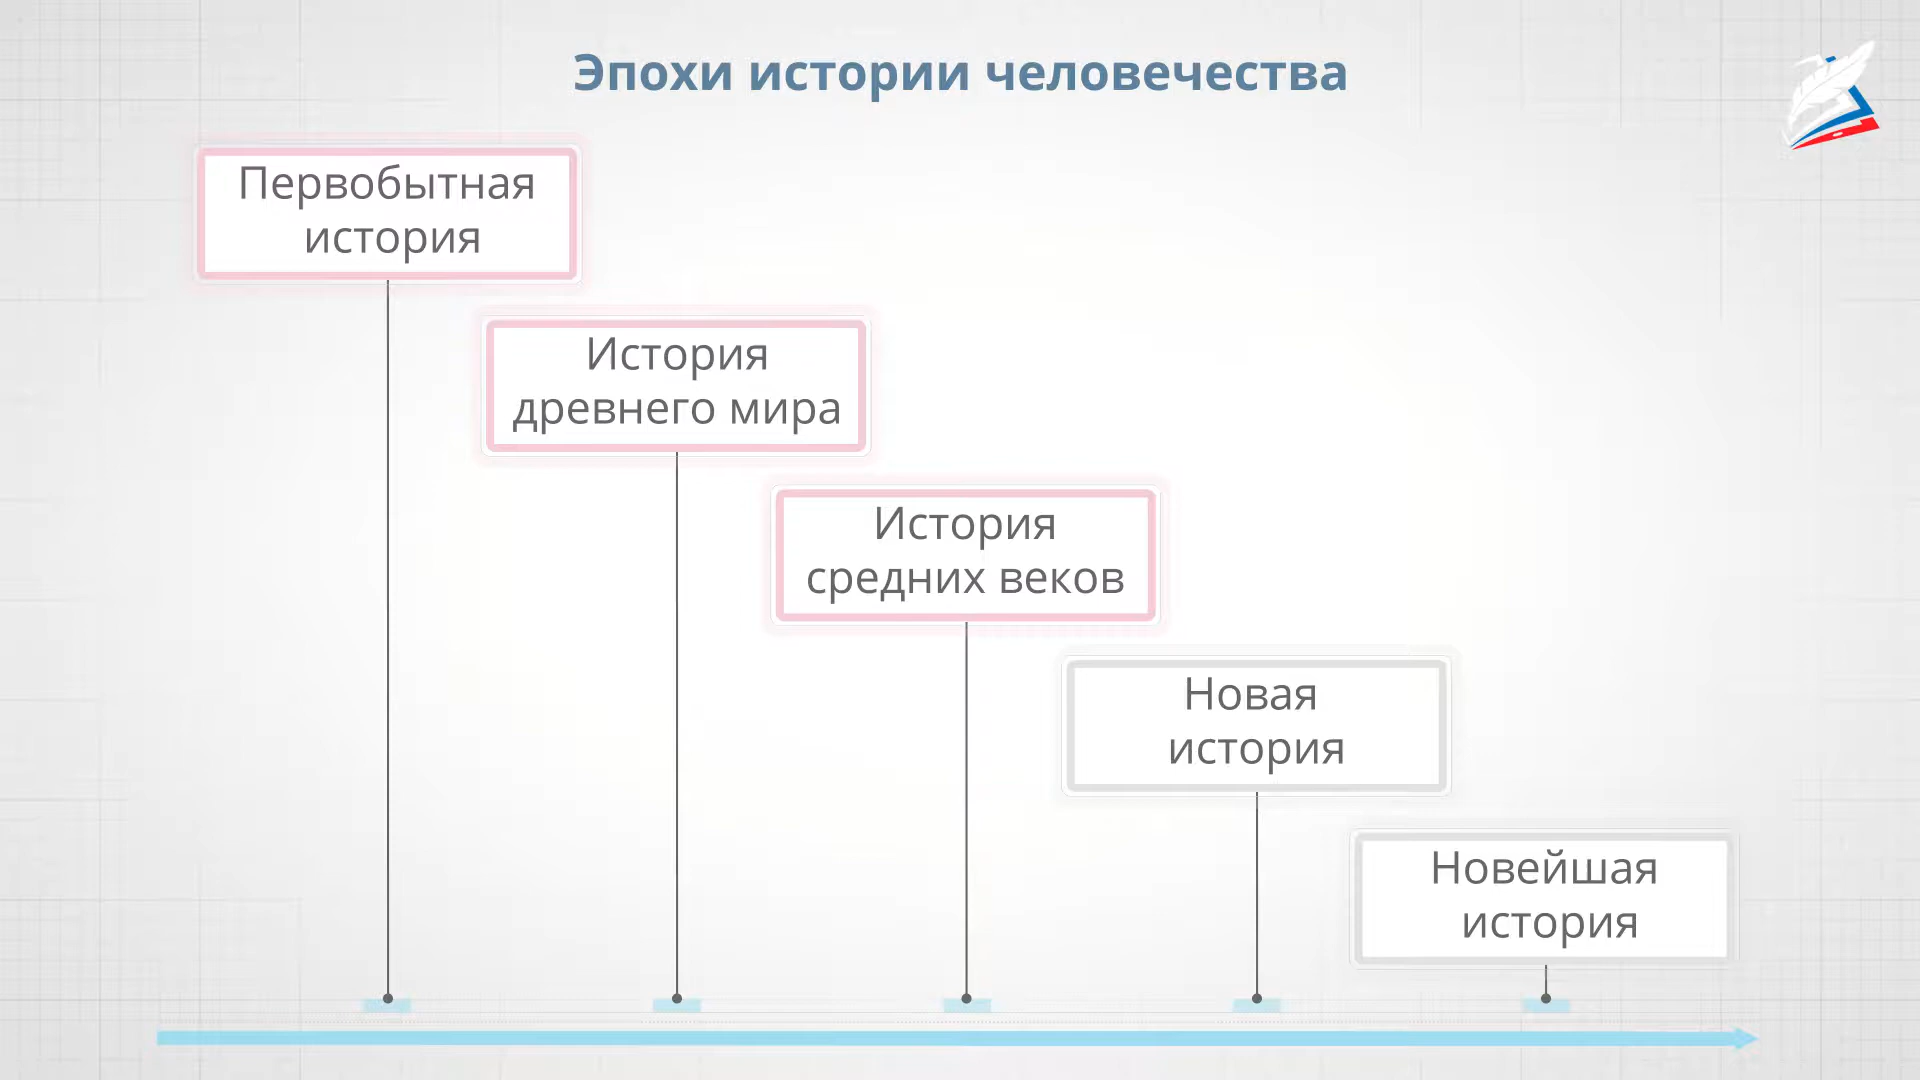 Эпохи истории человечества
Первобытная
история
История
древнего мира
История
средних веков
Новая
история
Новейшая
история